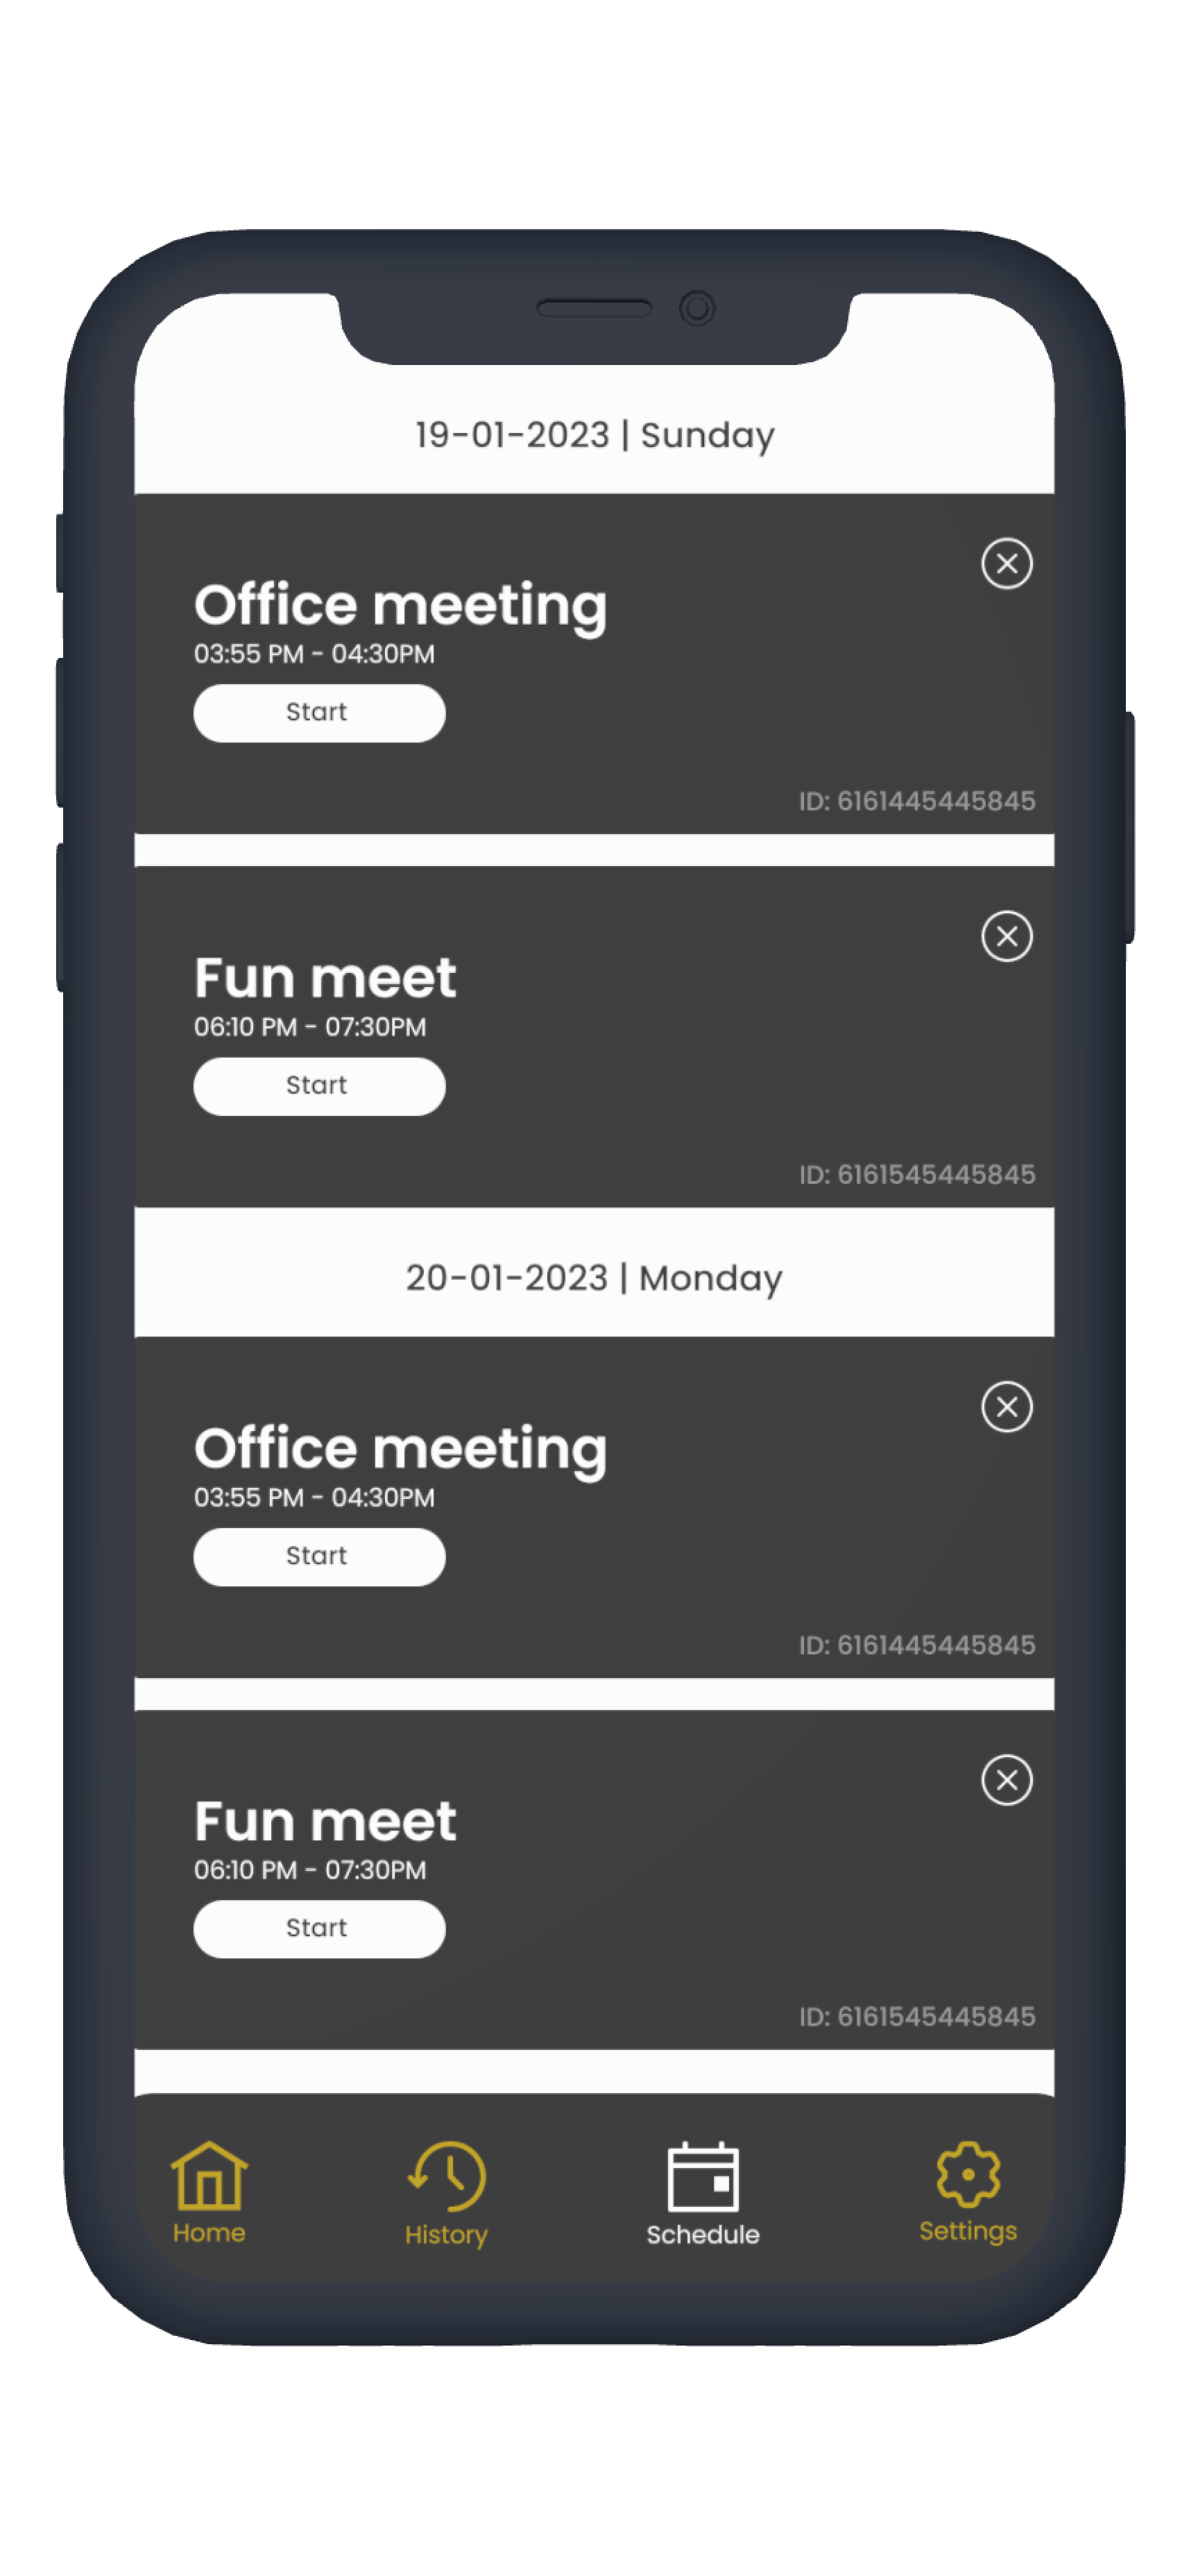 19-01-2023 | Sunday
Office meeting
03:55 PM - 04:30PM
Start
ID: 6161445445845
Fun meet
06:10 PM - 07:30PM
Start
ID: 6161545445845
20-01-2023 | Monday
Office meeting
03:55 PM - 04:30PM
Start
ID: 6161445445845
Fun meet
06:10 PM - 07:30PM
Start
ID: 6161545445845
Home History Schedule Settings